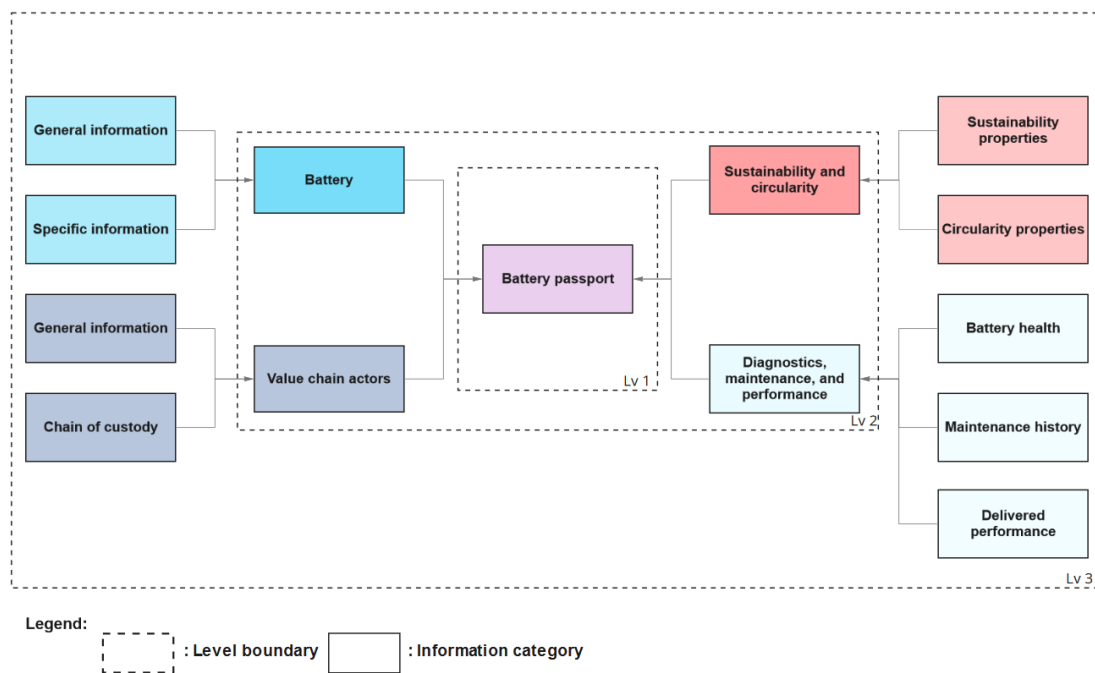 General information
Specific information
General information
Chain of custody
Battery
Value chain actors
Battery passport
Lv 1
Sustainability and
circularity
Diagnostics,
maintenance, and
performance
Lv 2
Sustainability
properties
Circularity properties
Battery health
Maintenance history
Delivered
performance
Lv 3
Legend:
: Level boundary
: Information category